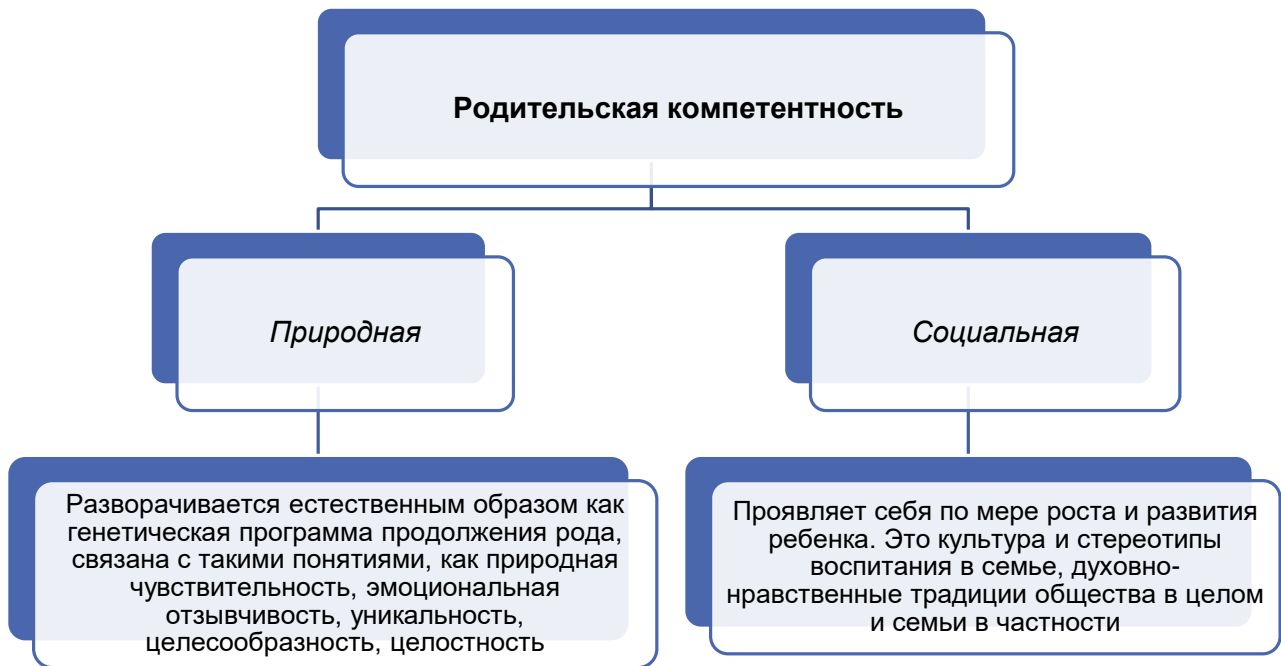 Родительская компетентность
Природная
Социальная
Разворачивается естественным образом как
генетическая программа продолжения рода,
связана с такими понятиями, как природная
чувствительность, эмоциональная
отзывчивость, уникальность,
целесообразность, целостность
Проявляет себя по мере роста и развития
ребенка. Это культура и стереотипы
воспитания в семье, духовно-
нравственные традиции общества в целом
и семьи в частности